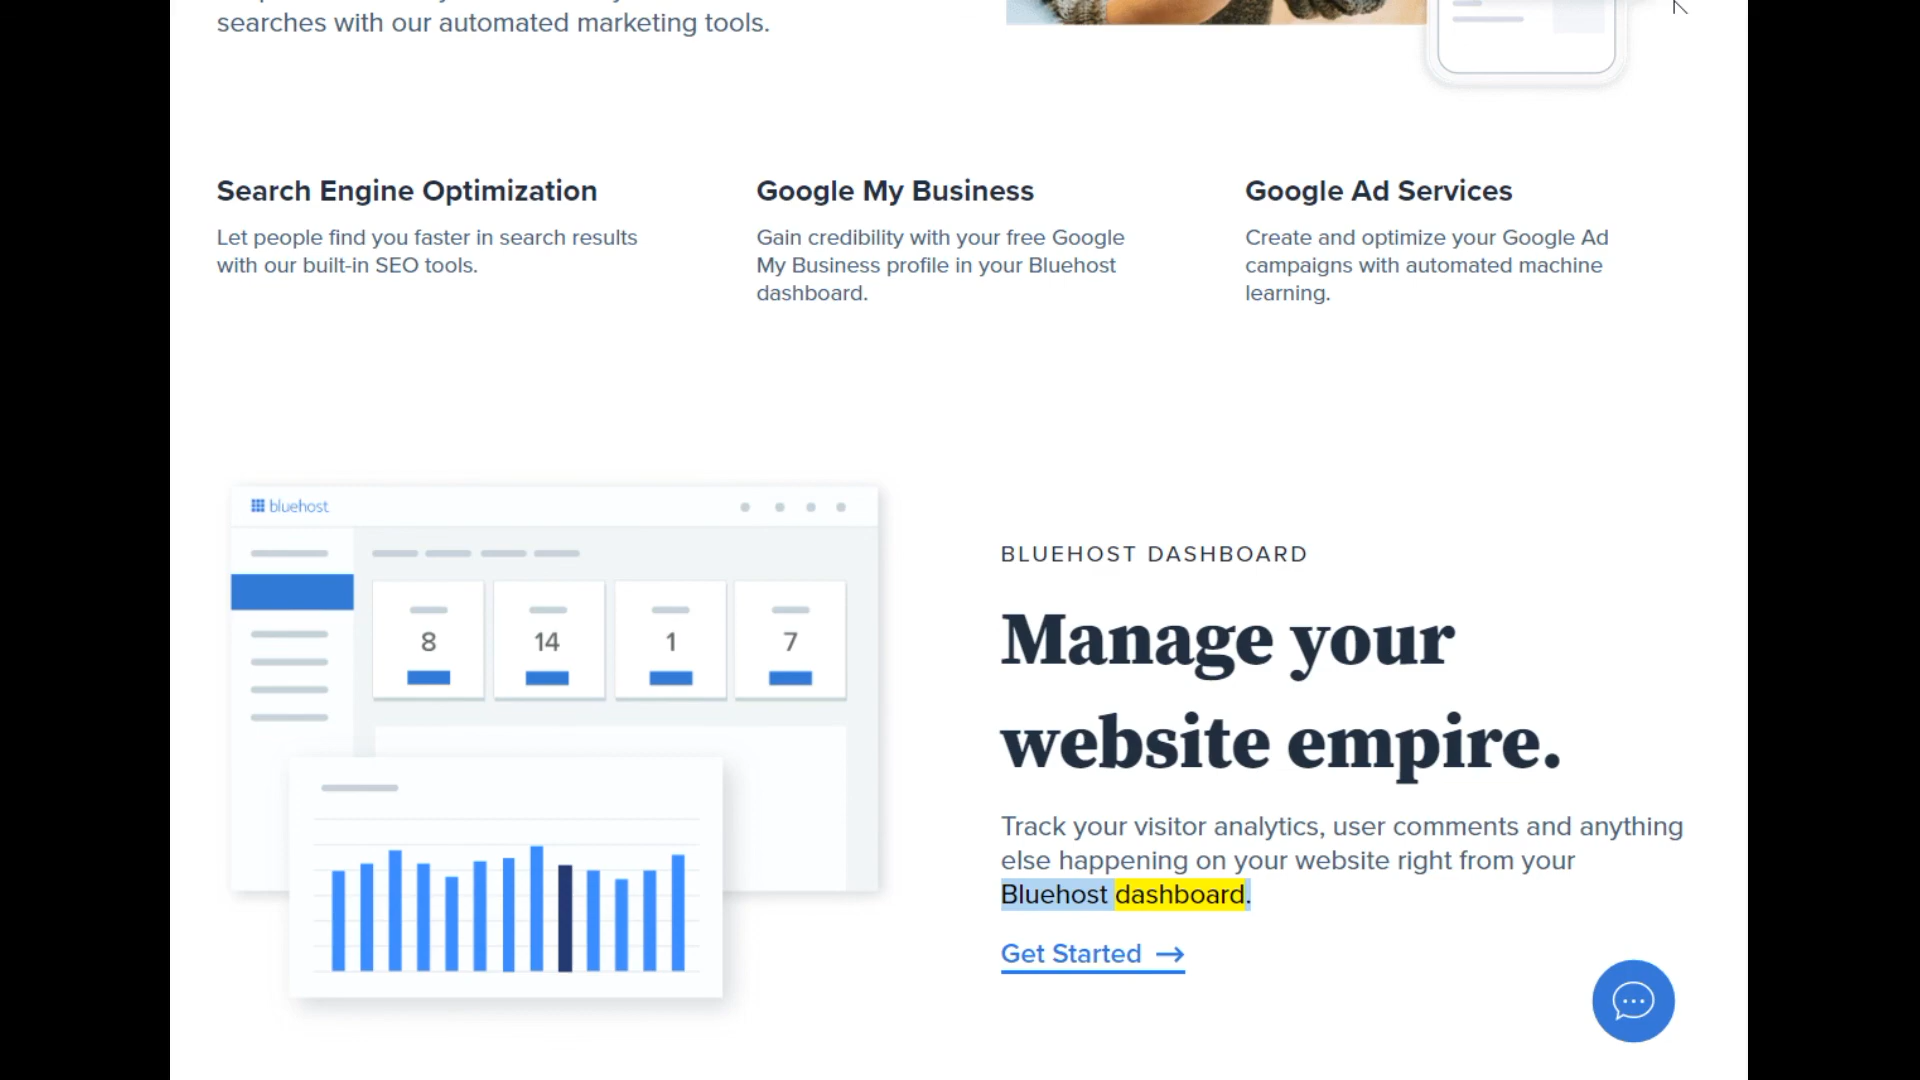 searches with our automated marketing tools.
Search Engine Optimization
Let people find you faster in search results
with our built-in SEO tools.
Google My Business
Gain credibility with your free Google
My Business profile in your Bluehost
dashboard.
Google Ad Services
Create and optimize your Google Ad
campaigns with automated machine
learning.
bluehost
8
14
1
7
BLUEHOST DASHBOARD
Manage your
website empire.
Track your visitor analytics, user comments and anything
else happening on your website right from your
Bluehost dashboard.
Get Started →